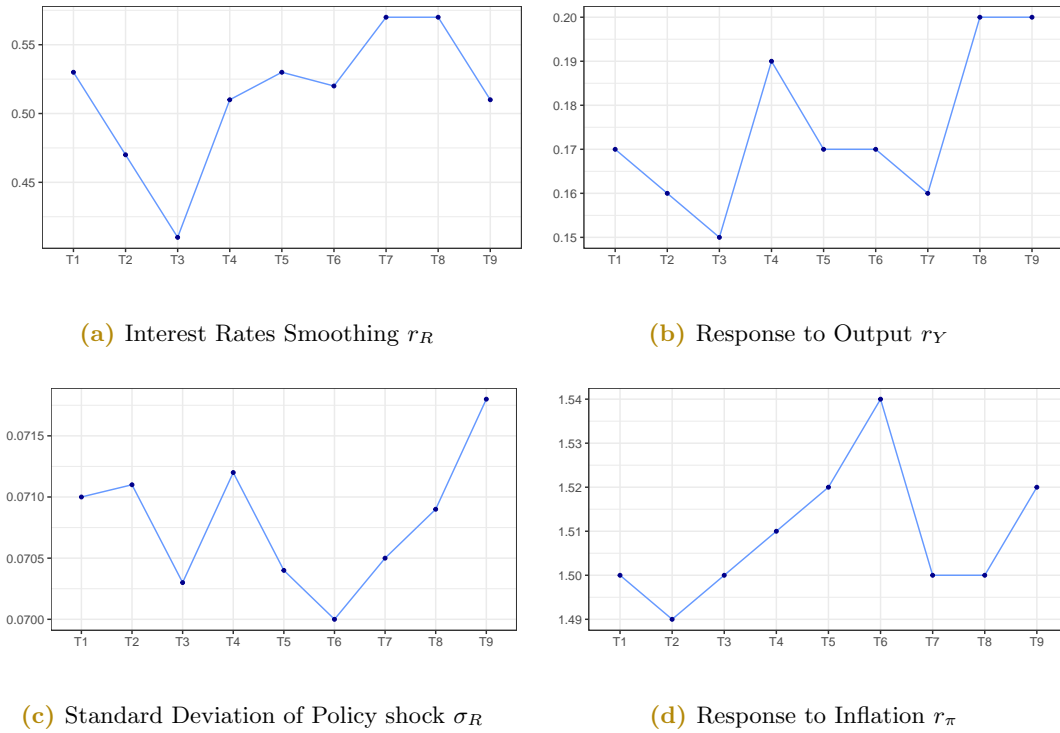 0.55
0.50
0.45
T1 T2 T3 T4 T5 T6 T7 T8 T9
(a) Interest Rates Smoothing r_R
0.20
0.19
0.18
0.17
0.16
0.15
T1 T2 T3 T4 T5 T6 T7 T8 T9
(b) Response to Output r_Y
0.0715
0.0710
0.0705
0.0700
T1 T2 T3 T4 T5 T6 T7 T8 T9
(c) Standard Deviation of Policy shock σ_R
1.54
1.53
1.52
1.51
1.50
1.49
T1 T2 T3 T4 T5 T6 T7 T8 T9
(d) Response to Inflation r_π